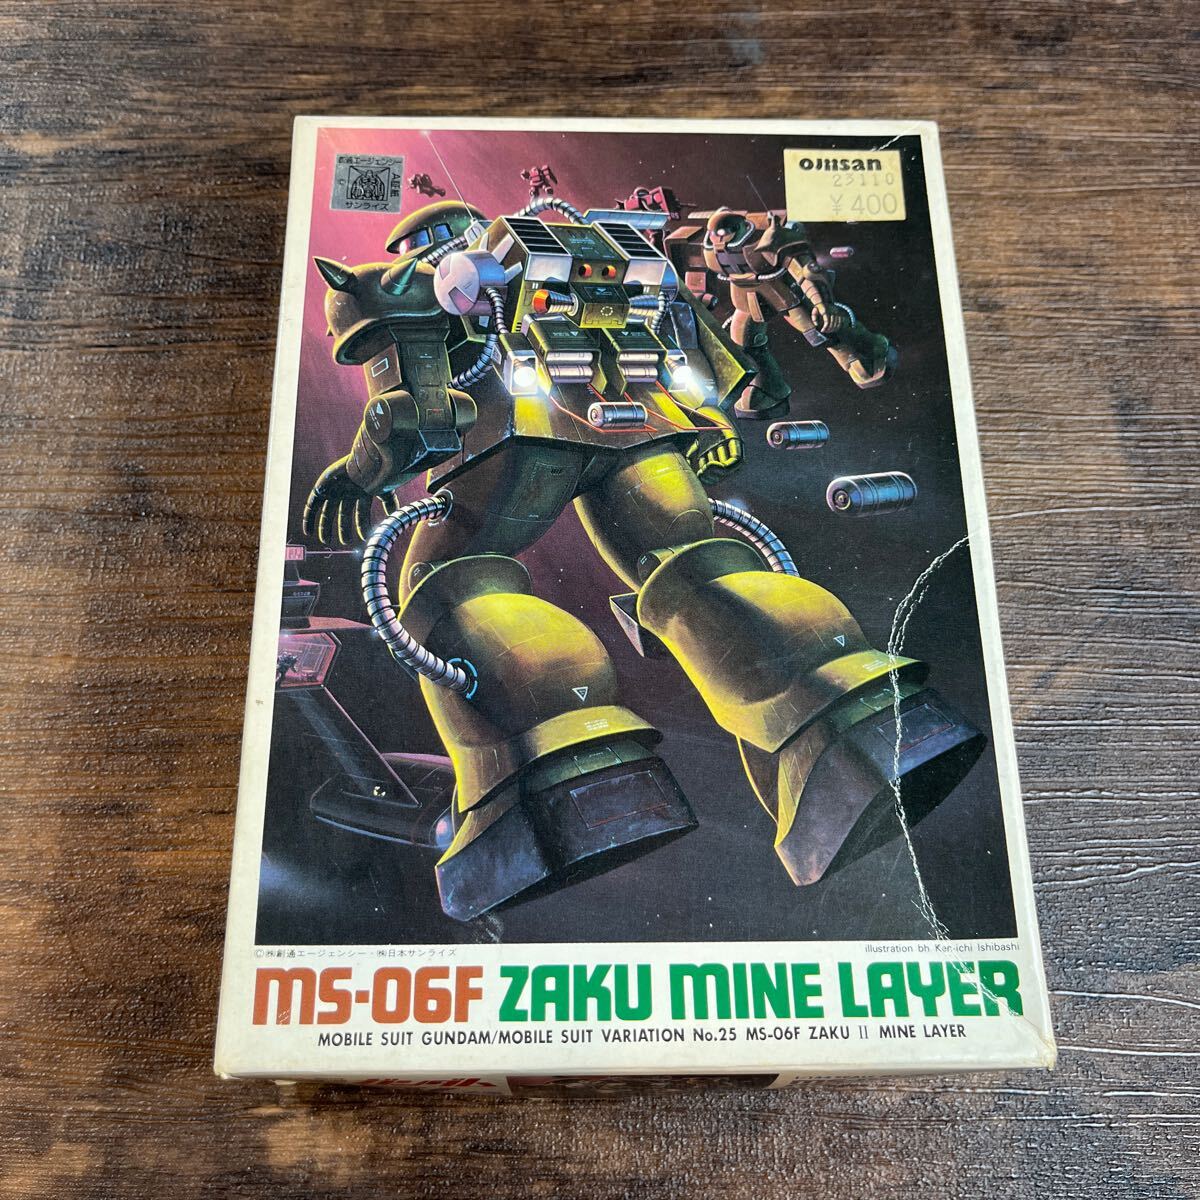 創通エージェンシー
サンライズ
ojisan
23110
¥400
©㈱創通エージェンシー・㈱日本サンライズ
illustration bh Ken-ichi Ishibashi
MS-06F ZAKU MINE LAYER
MOBILE SUIT GUNDAM/MOBILE SUIT VARIATION No.25 MS-06F ZAKU II MINE LAYER